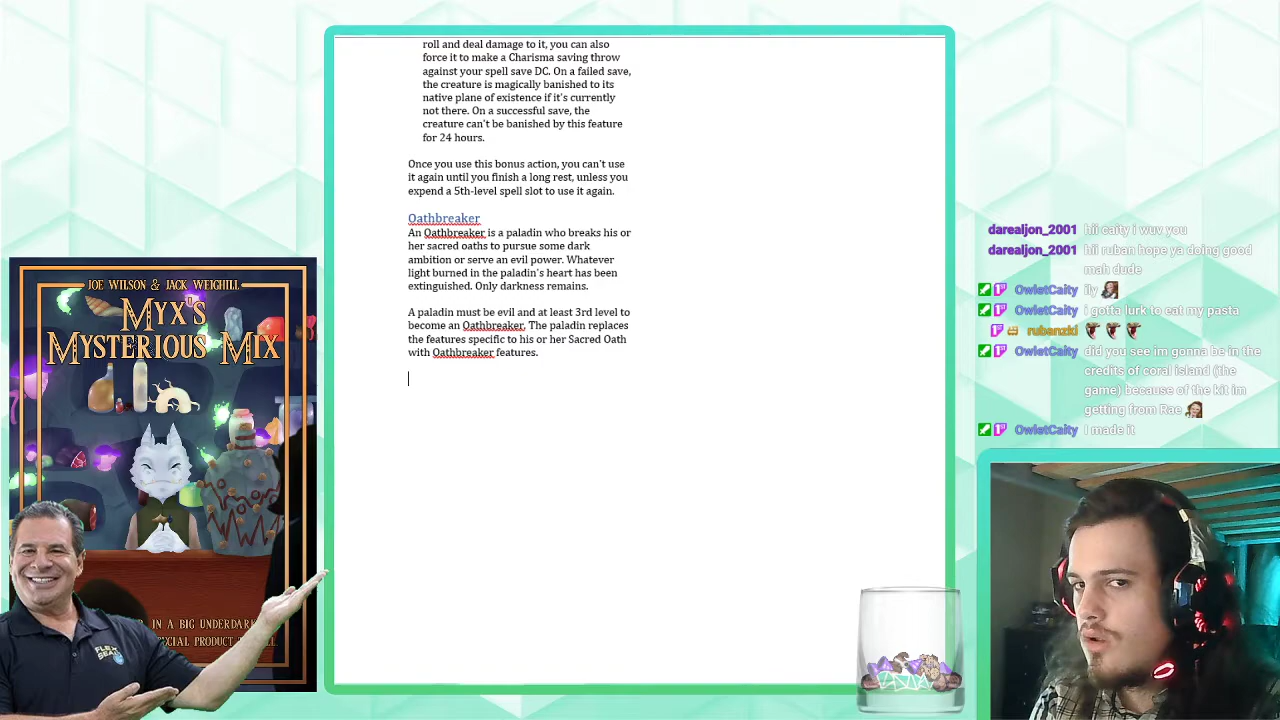 JOE WILSON & JACK WEIGHILL
MYX'S
MYSTERIOUS MIX
IN A BIG UNDERDARK
FLEX
SEAL
roll and deal damage to it, you can also
force it to make a Charisma saving throw
against your spell save DC. On a failed save,
the creature is magically banished to its
native plane of existence if it's currently
not there. On a successful save, the
creature can't be banished by this feature
for 24 hours.
Once you use this bonus action, you can't use
it again until you finish a long rest, unless you
expend a 5th-level spell slot to use it again.
Oathbreaker
An Oathbreaker is a paladin who breaks his or
her sacred oaths to pursue some dark
ambition or serve an evil power. Whatever
light burned in the paladin's heart has been
extinguished. Only darkness remains.
A paladin must be evil and at least 3rd level to
become an Oathbreaker. The paladin replaces
the features specific to his or her Sacred Oath
with Oathbreaker features.
darealjon_2001 hii caity i wuv you
darealjon_2001 hii ruban hope ya doing good
mah dude
OwletCaity ily
OwletCaity i gotta lurk to eat my pasta
rubanzki
OwletCaity did you see im gonna be in the
credits of coral island (the
game) because of the kit im
getting from Rae
OwletCaity I made it